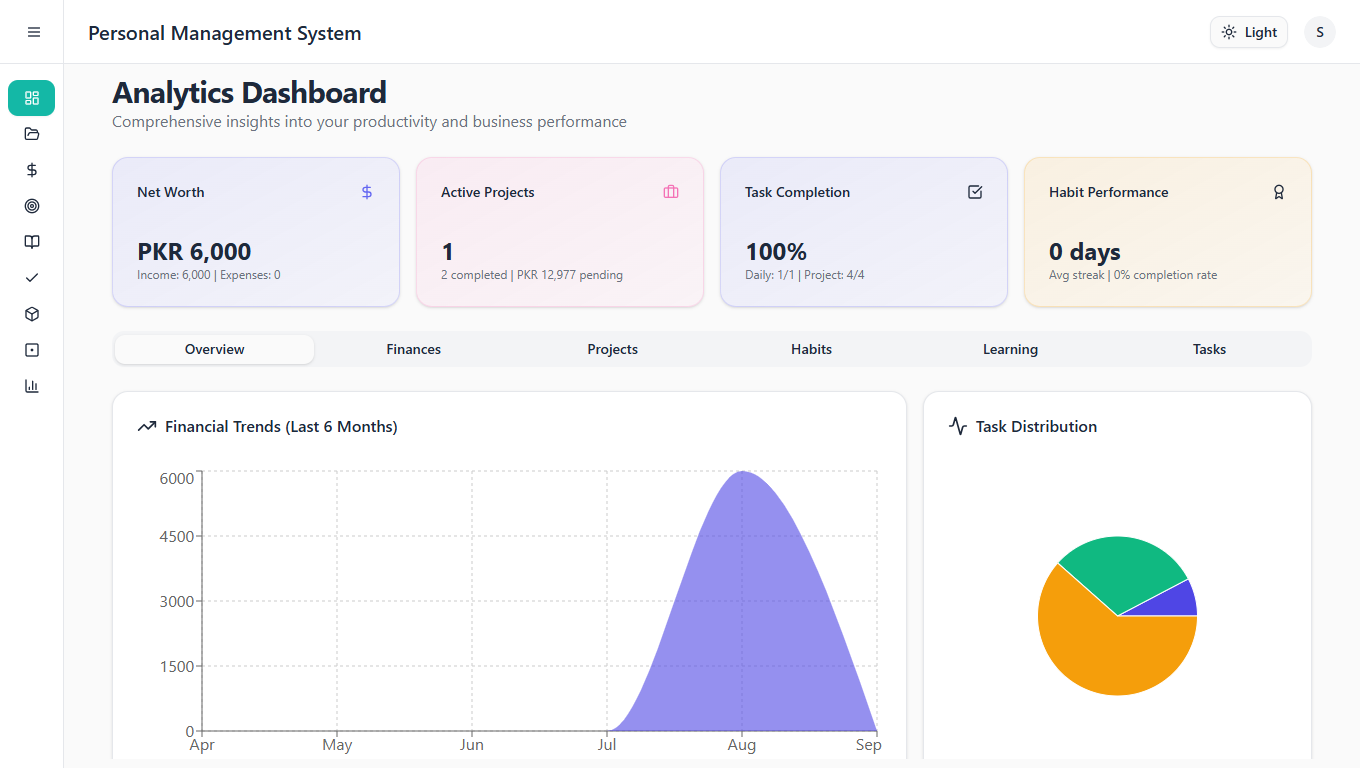 Personal Management System
Light
S
Analytics Dashboard
Comprehensive insights into your productivity and business performance
Net Worth
PKR 6,000
Income: 6,000 | Expenses: 0
Active Projects
1
2 completed | PKR 12,977 pending
Task Completion
100%
Daily: 1/1 | Project: 4/4
Habit Performance
0 days
Avg streak | 0% completion rate
Overview
Finances
Projects
Habits
Learning
Tasks
Financial Trends (Last 6 Months)
6000
4500
3000
1500
0
Apr
May
Jun
Jul
Aug
Sep
Task Distribution